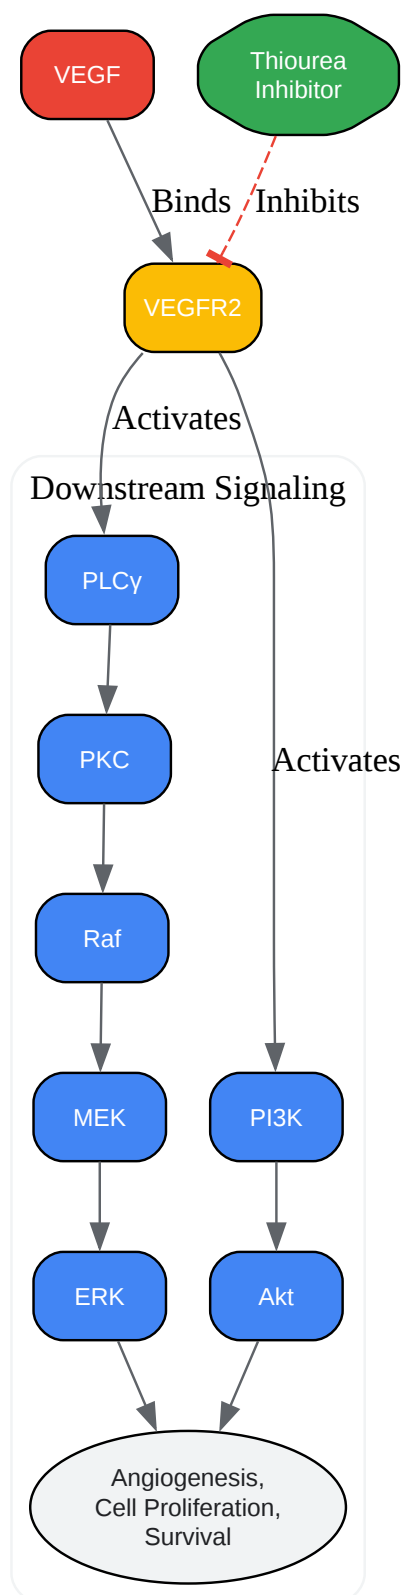 VEGF
Thiourea
Inhibitor
Binds
Inhibits
VEGFR2
Activates
Downstream Signaling
PLCγ
PKC
Activates
Raf
MEK
PI3K
ERK
Akt
Angiogenesis,
Cell Proliferation,
Survival